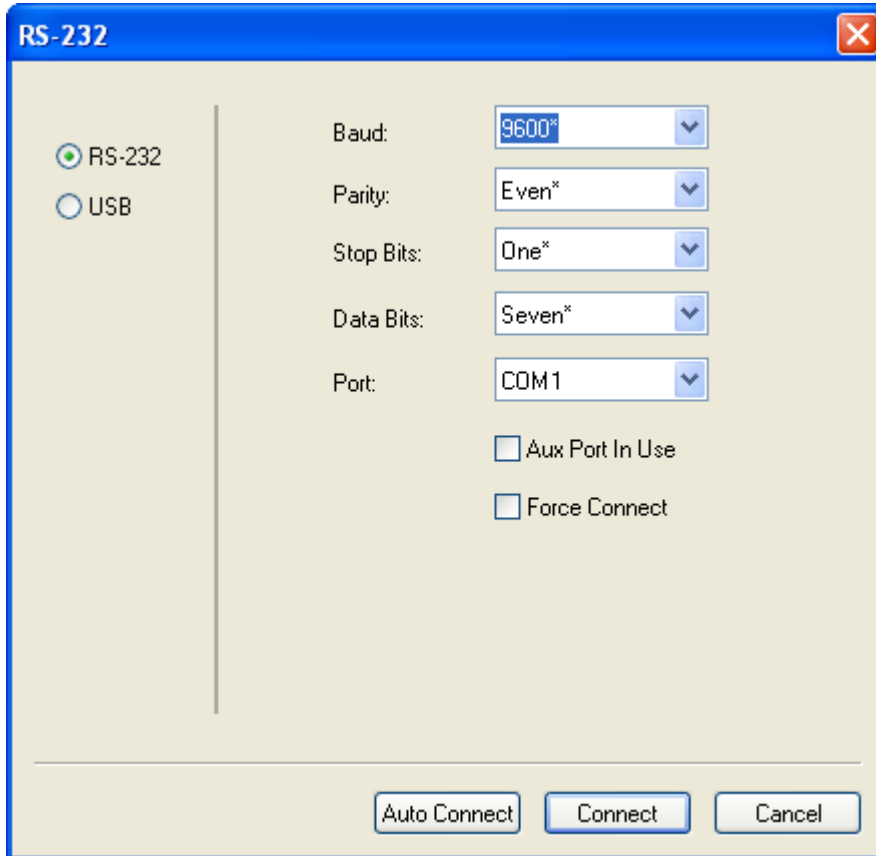 RS-232
RS-232
USB
Baud: 9600*
Parity: Even*
Stop Bits: One*
Data Bits: Seven*
Port: COM1
Aux Port In Use
Force Connect
Auto Connect Connect Cancel